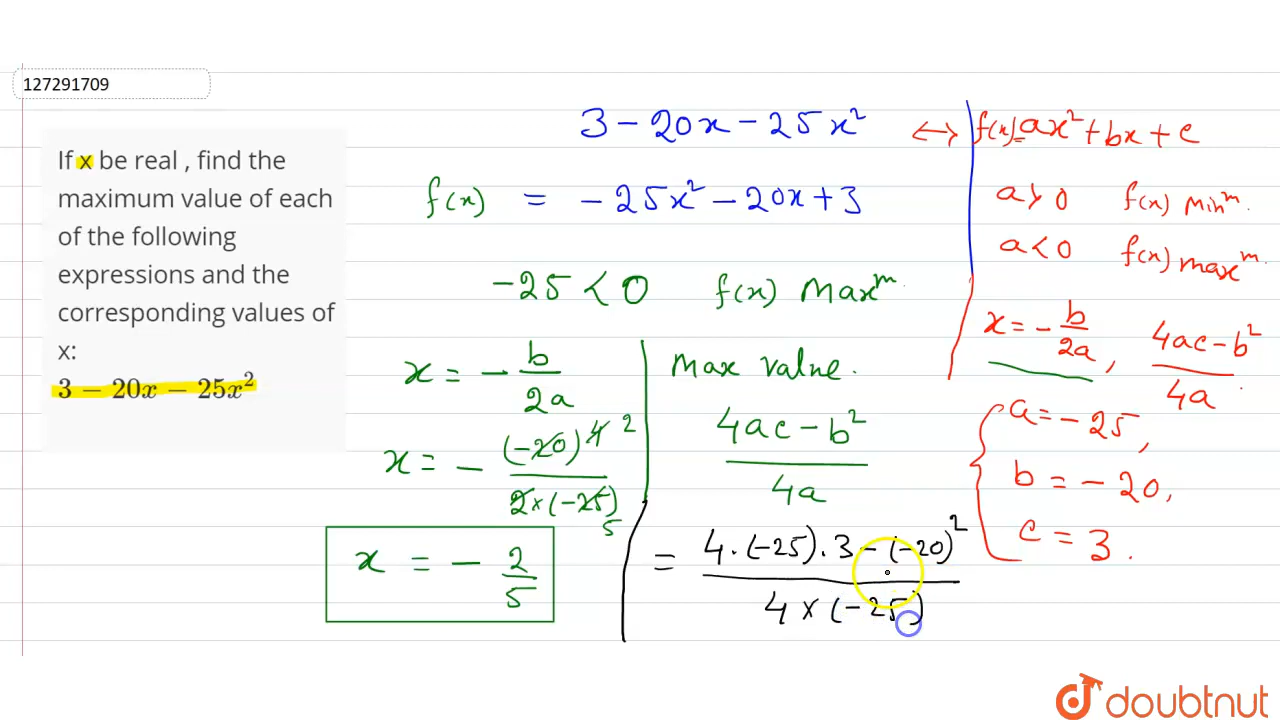 127291709
If x be real , find the
maximum value of each
of the following
expressions and the
corresponding values of
x:
3 − 20x − 25x²
3 − 20x − 25x²
f(x) = −25x² − 20x + 3
−25 < 0 f(x) Maxᵐ.
x = − b/2a
x = − (−20) 4 2 / 2×(−25) 5
x = − 2/5
Max value.
4ac − b² / 4a
= 4·(−25)·3 − (−20)² / 4 × (−25)
↔ f(x) = ax² + bx + c
a > 0 f(x) Minᵐ.
a < 0 f(x) maxᵐ.
x = − b/2a , 4ac − b² / 4a .
a = −25,
b = −20,
c = 3.
doubtnut